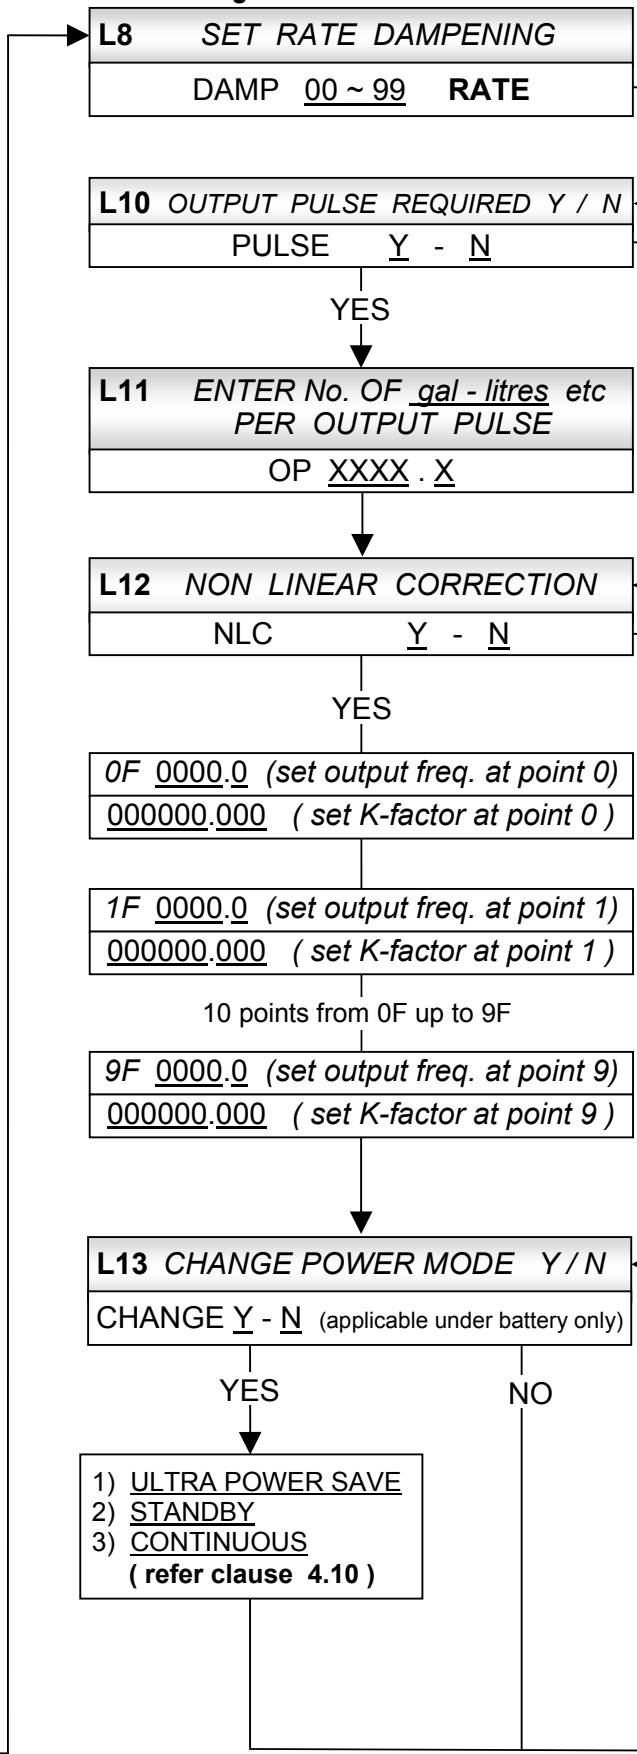 L8 SET RATE DAMPENING
DAMP 00 ~ 99 RATE
L10 OUTPUT PULSE REQUIRED Y / N
PULSE Y - N
YES
L11 ENTER No. OF gal - litres etc
PER OUTPUT PULSE
OP XXXX . X
L12 NON LINEAR CORRECTION
NLC Y - N
YES
0F 0000.0 (set output freq. at point 0)
000000.000 ( set K-factor at point 0 )
1F 0000.0 (set output freq. at point 1)
000000.000 ( set K-factor at point 1 )
10 points from 0F up to 9F
9F 0000.0 (set output freq. at point 9)
000000.000 ( set K-factor at point 9 )
L13 CHANGE POWER MODE Y / N
CHANGE Y - N (applicable under battery only)
YES NO
1) ULTRA POWER SAVE
2) STANDBY
3) CONTINUOUS
( refer clause 4.10 )